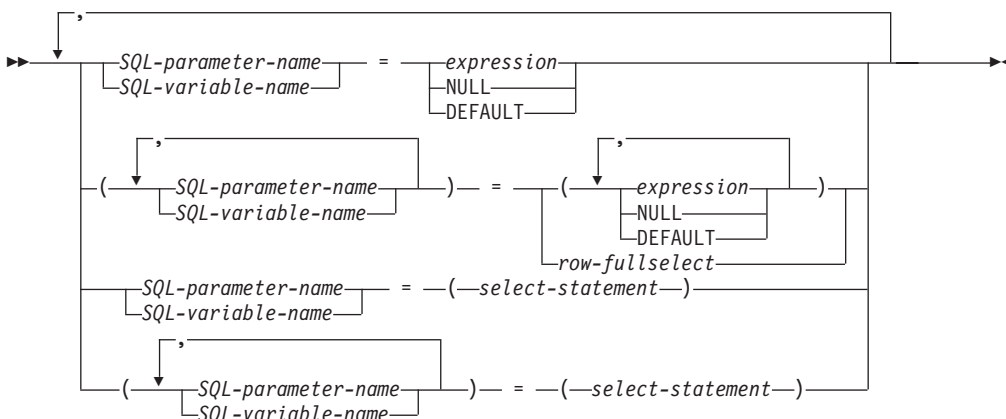 ,
SQL-parameter-name = expression
SQL-variable-name NULL
DEFAULT
, ,
( SQL-parameter-name ) = ( expression )
SQL-variable-name NULL
DEFAULT
row-fullselect
SQL-parameter-name = ( select-statement )
SQL-variable-name
,
( SQL-parameter-name ) = ( select-statement )
SQL-variable-name